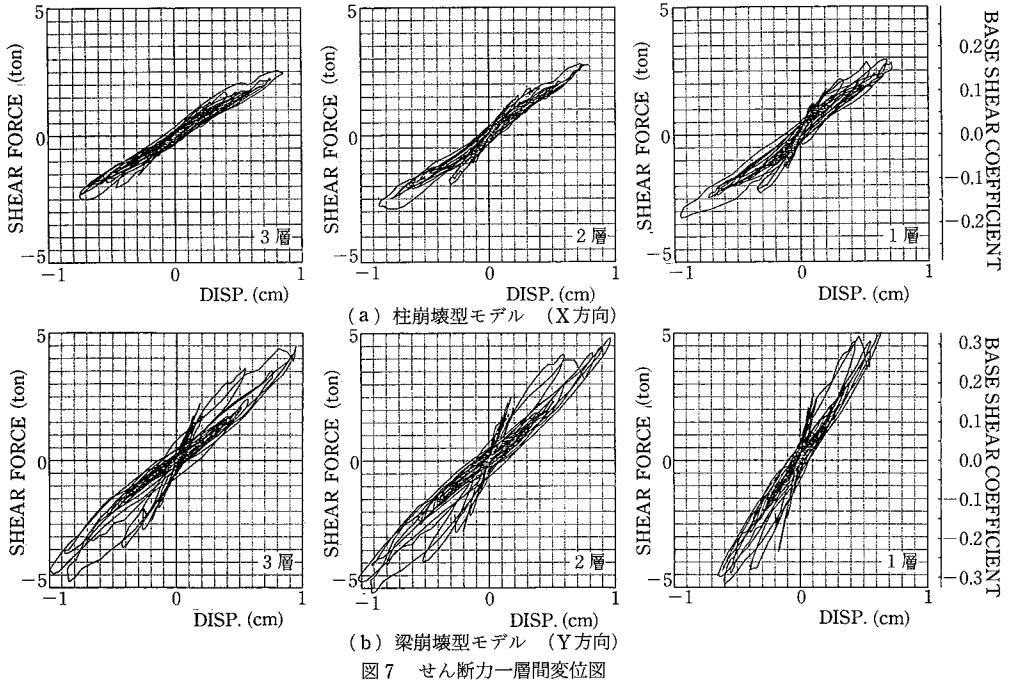 SHEAR FORCE (ton)
5
0
−5
−1
0
1
3層
DISP. (cm)
SHEAR FORCE (ton)
5
0
−5
−1
0
1
2層
DISP. (cm)
SHEAR FORCE (ton)
5
0
−5
−1
0
1
1層
DISP. (cm)
0.2
0.1
0.0
−0.1
−0.2
BASE SHEAR COEFFICIENT
(a) 柱崩壊型モデル (X方向)
SHEAR FORCE (ton)
5
0
−5
−1
0
1
3層
DISP. (cm)
SHEAR FORCE (ton)
5
0
−5
−1
0
1
2層
DISP. (cm)
SHEAR FORCE (ton)
5
0
−5
−1
0
1
1層
DISP. (cm)
0.3
0.2
0.1
0.0
−0.1
−0.2
−0.3
BASE SHEAR COEFFICIENT
(b) 梁崩壊型モデル (Y方向)
図7 せん断力ー層間変位図